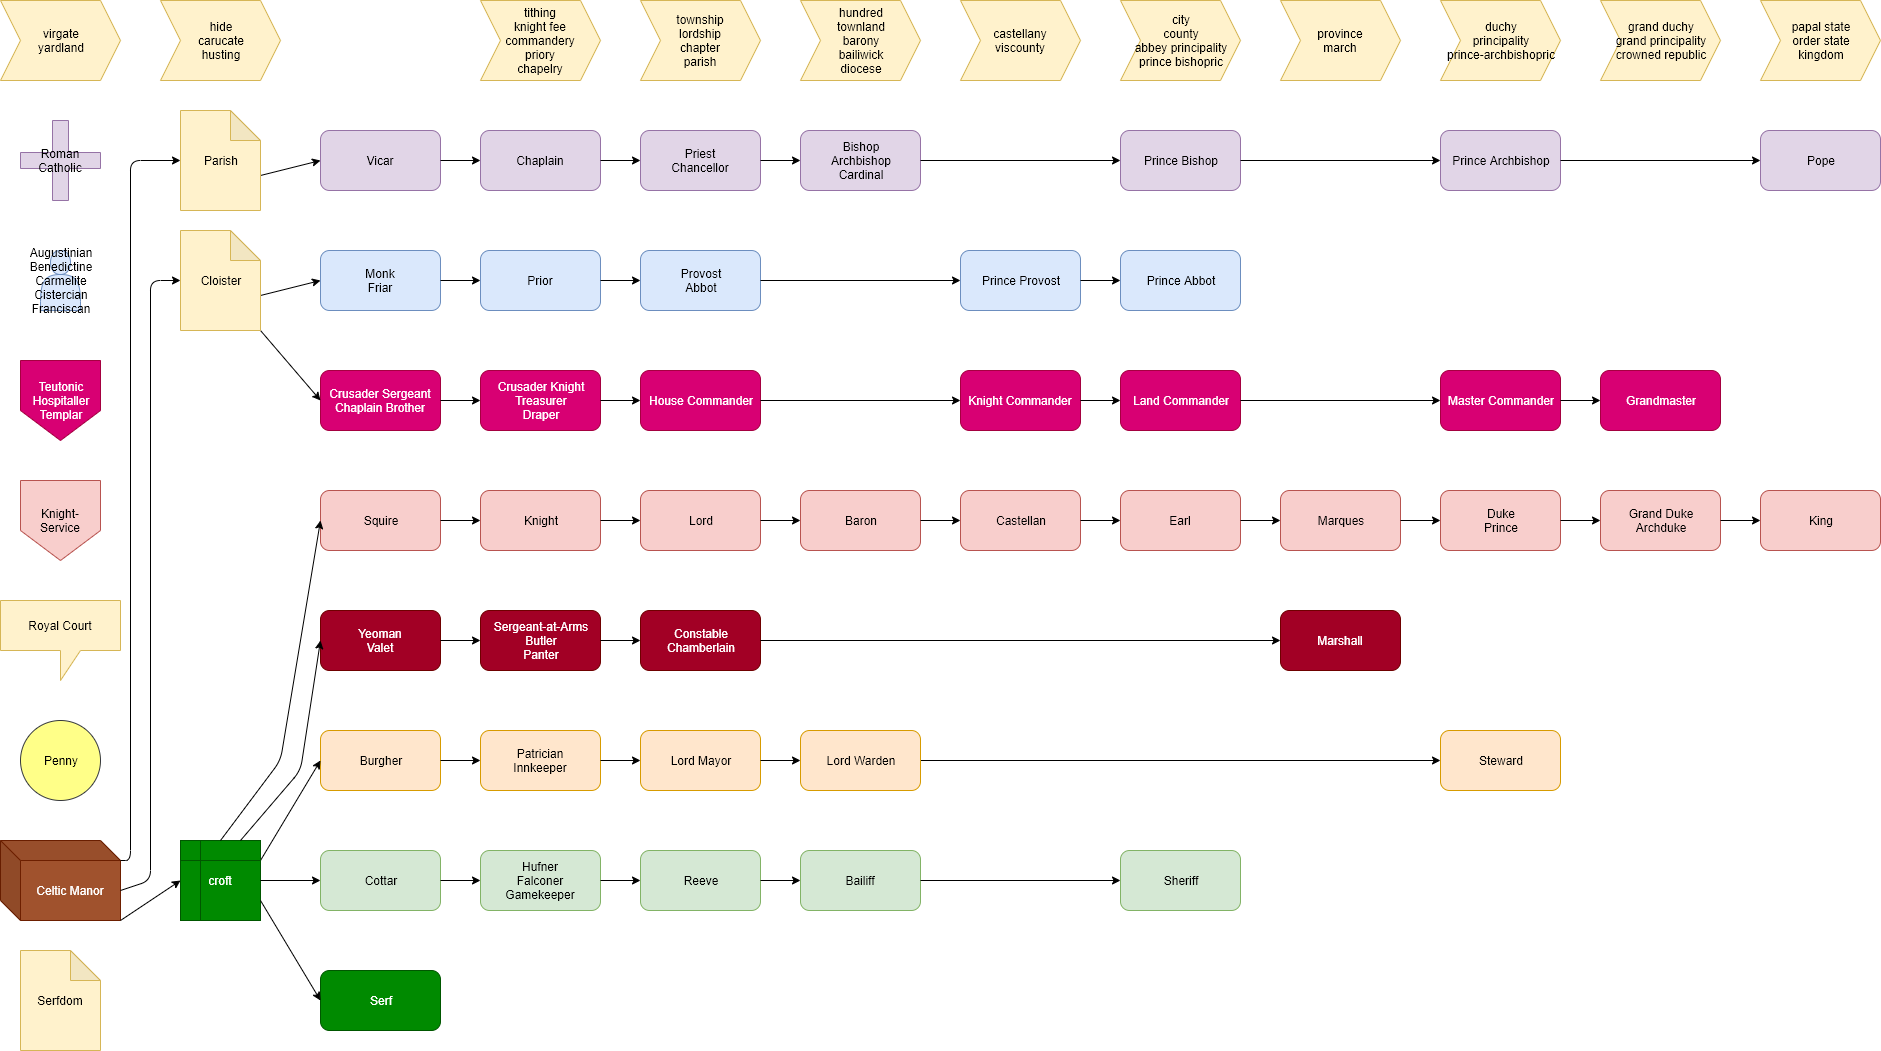 virgate
yardland
hide
carucate
husting
tithing
knight fee
commandery
priory
chapelry
township
lordship
chapter
parish
hundred
townland
barony
bailiwick
diocese
castellany
viscounty
city
county
abbey principality
prince bishopric
province
march
duchy
principality
prince-archbishopric
grand duchy
grand principality
crowned republic
papal state
order state
kingdom
Roman
Catholic
Parish
Vicar
Chaplain
Priest
Chancellor
Bishop
Archbishop
Cardinal
Prince Bishop
Prince Archbishop
Pope
Augustinian
Benedictine
Carmelite
Cistercian
Franciscan
Cloister
Monk
Friar
Prior
Provost
Abbot
Prince Provost
Prince Abbot
Teutonic
Hospitaller
Templar
Crusader Sergeant
Chaplain Brother
Crusader Knight
Treasurer
Draper
House Commander
Knight Commander
Land Commander
Master Commander
Grandmaster
Knight-
Service
Squire
Knight
Lord
Baron
Castellan
Earl
Marques
Duke
Prince
Grand Duke
Archduke
King
Royal Court
Yeoman
Valet
Sergeant-at-Arms
Butler
Panter
Constable
Chamberlain
Marshall
Penny
Burgher
Patrician
Innkeeper
Lord Mayor
Lord Warden
Steward
Celtic Manor
croft
Cottar
Hufner
Falconer
Gamekeeper
Reeve
Bailiff
Sheriff
Serfdom
Serf